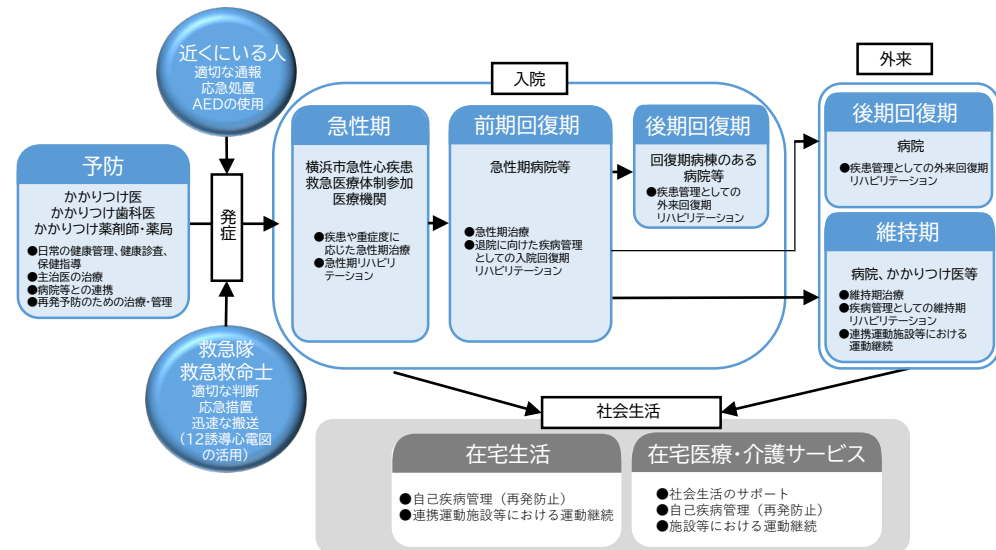 近くにいる人
適切な通報
応急処置
AEDの使用
予防
かかりつけ医
かかりつけ歯科医
かかりつけ薬剤師・薬局
●日常の健康管理、健康診査、
保健指導
●主治医の治療
●病院等との連携
●再発予防のための治療・管理
発症
救急隊
救急救命士
適切な判断
応急措置
迅速な搬送
（12誘導心電図
の活用）
入院
急性期
横浜市急性心疾患
救急医療体制参加
医療機関
●疾患や重症度に
応じた急性期治療
●急性期リハビリ
テーション
前期回復期
急性期病院等
●急性期治療
●退院に向けた疾病管理
としての入院回復期
リハビリテーション
後期回復期
回復期病棟のある
病院等
●疾患管理としての
外来回復期
リハビリテーション
外来
後期回復期
病院
●疾患管理としての外来回復期
リハビリテーション
維持期
病院、かかりつけ医等
●維持期治療
●疾病管理としての維持期
リハビリテーション
●連携運動施設等における
運動継続
社会生活
在宅生活
●自己疾病管理（再発防止）
●連携運動施設等における運動継続
在宅医療・介護サービス
●社会生活のサポート
●自己疾病管理（再発防止）
●施設等における運動継続